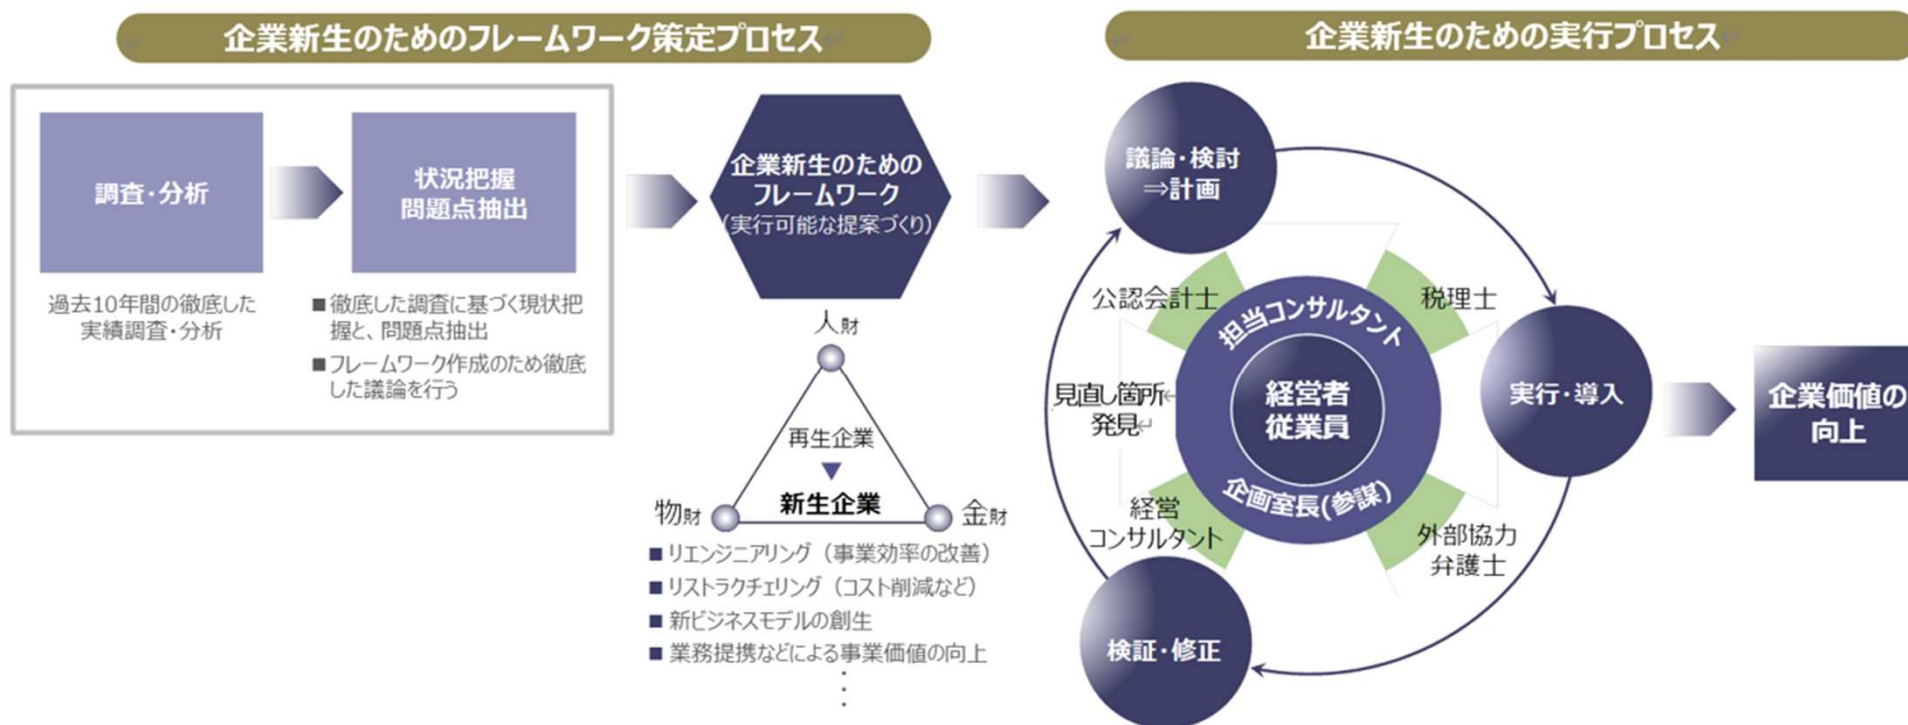 企業新生のためのフレームワーク策定プロセス
調査・分析
過去10年間の徹底した
実績調査・分析
状況把握
問題点抽出
■徹底した調査に基づく現状把
握と、問題点抽出
■フレームワーク作成のため徹底
した議論を行う
企業新生のための
フレームワーク
(実行可能な提案づくり)
人財
再生企業
▼
新生企業
物財
金財
■リエンジニアリング（事業効率の改善）
■リストラクチェリング（コスト削減など）
■新ビジネスモデルの創生
■業務提携などによる事業価値の向上
⋮
企業新生のための実行プロセス
議論・検討
⇒計画
公認会計士
税理士
担当コンサルタント
見直し箇所
発見
経営者
従業員
企画室長(参謀)
経営
コンサルタント
外部協力
弁護士
実行・導入
検証・修正
企業価値の
向上